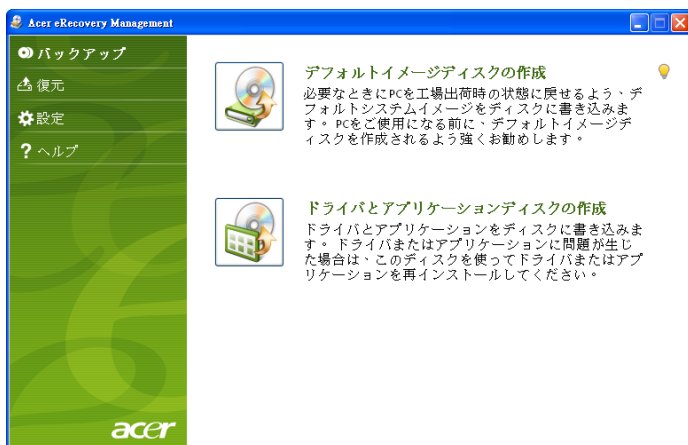 Acer eRecovery Management
バックアップ
復元
設定
ヘルプ
デフォルトイメージディスクの作成
必要なときにPCを工場出荷時の状態に戻せるよう、デ
フォルトシステムイメージをディスクに書き込みま
す。PCをご使用になる前に、デフォルトイメージデ
ィスクを作成されるよう強くお勧めします。
ドライバとアプリケーションディスクの作成
ドライバとアプリケーションをディスクに書き込みま
す。ドライバまたはアプリケーションに問題が生じ
た場合は、このディスクを使ってドライバまたはアプ
リケーションを再インストールしてください。
acer